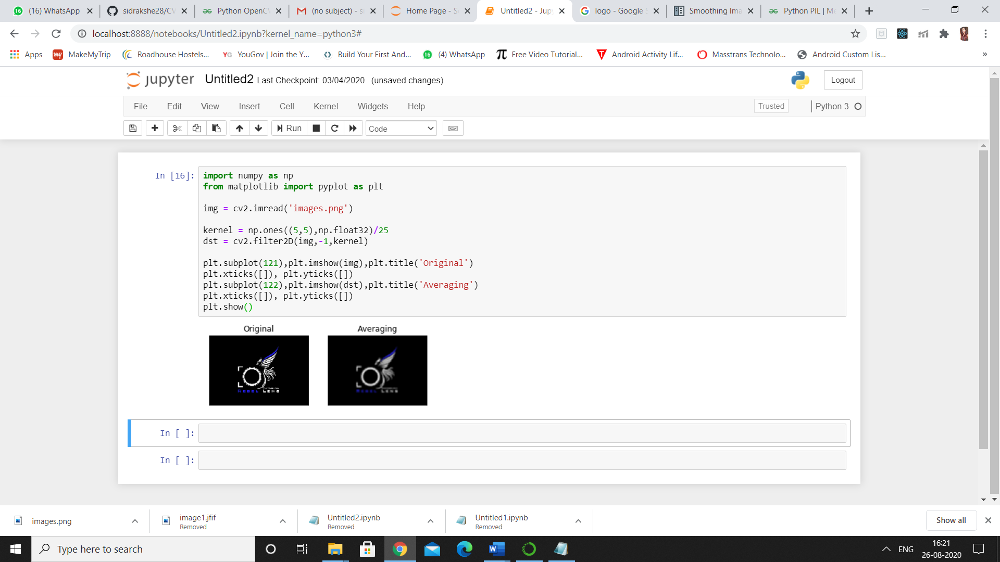 (16) WhatsApp
sidrakshe28/CV
Python OpenC
(no subject) - s
Home Page - S
Untitled2 - Jup
logo - Google S
Smoothing Ima
Python PIL | M
localhost:8888/notebooks/Untitled2.ipynb?kernel_name=python3#
Apps
MakeMyTrip
Roadhouse Hostels...
YG YouGov | Join the Y...
Build Your First And...
(4) WhatsApp
Free Video Tutorial...
Android Activity Lif...
Masstrans Technolo...
Android Custom Lis...
»
jupyter Untitled2 Last Checkpoint: 03/04/2020 (unsaved changes)
Logout
File Edit View Insert Cell Kernel Widgets Help
Trusted
Python 3
Run
Code
In [16]:
import numpy as np
from matplotlib import pyplot as plt
img = cv2.imread('images.png')
kernel = np.ones((5,5),np.float32)/25
dst = cv2.filter2D(img,-1,kernel)
plt.subplot(121),plt.imshow(img),plt.title('Original')
plt.xticks([]), plt.yticks([])
plt.subplot(122),plt.imshow(dst),plt.title('Averaging')
plt.xticks([]), plt.yticks([])
plt.show()
Original
Averaging
REBEL LENS
REBEL LENS
In [ ]:
In [ ]:
images.png
image1.jfif
Removed
Untitled2.ipynb
Removed
Untitled1.ipynb
Removed
Show all
Type here to search
ENG
16:21
26-08-2020